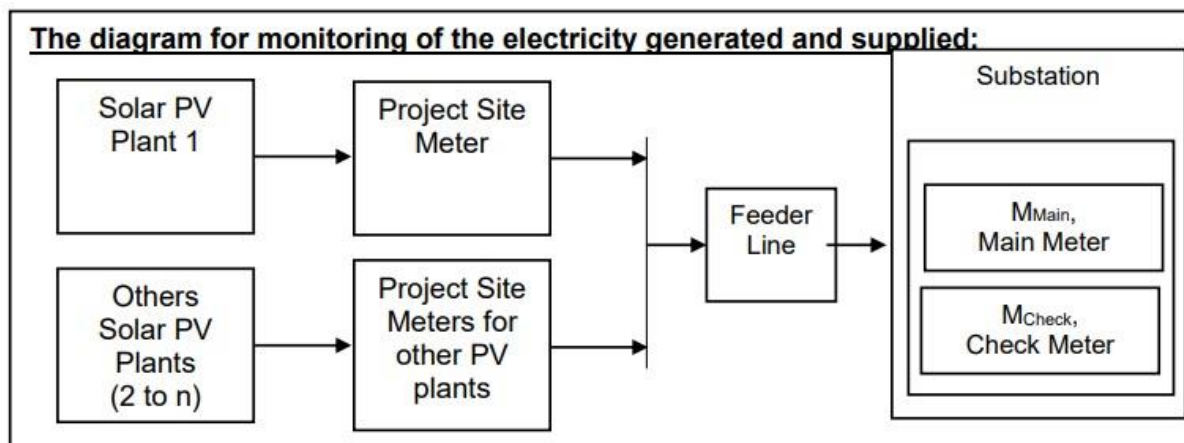 The diagram for monitoring of the electricity generated and supplied:
Solar PV
Plant 1
Project Site
Meter
Others
Solar PV
Plants
(2 to n)
Project Site
Meters for
other PV
plants
Feeder
Line
Substation
MMain,
Main Meter
MCheck,
Check Meter